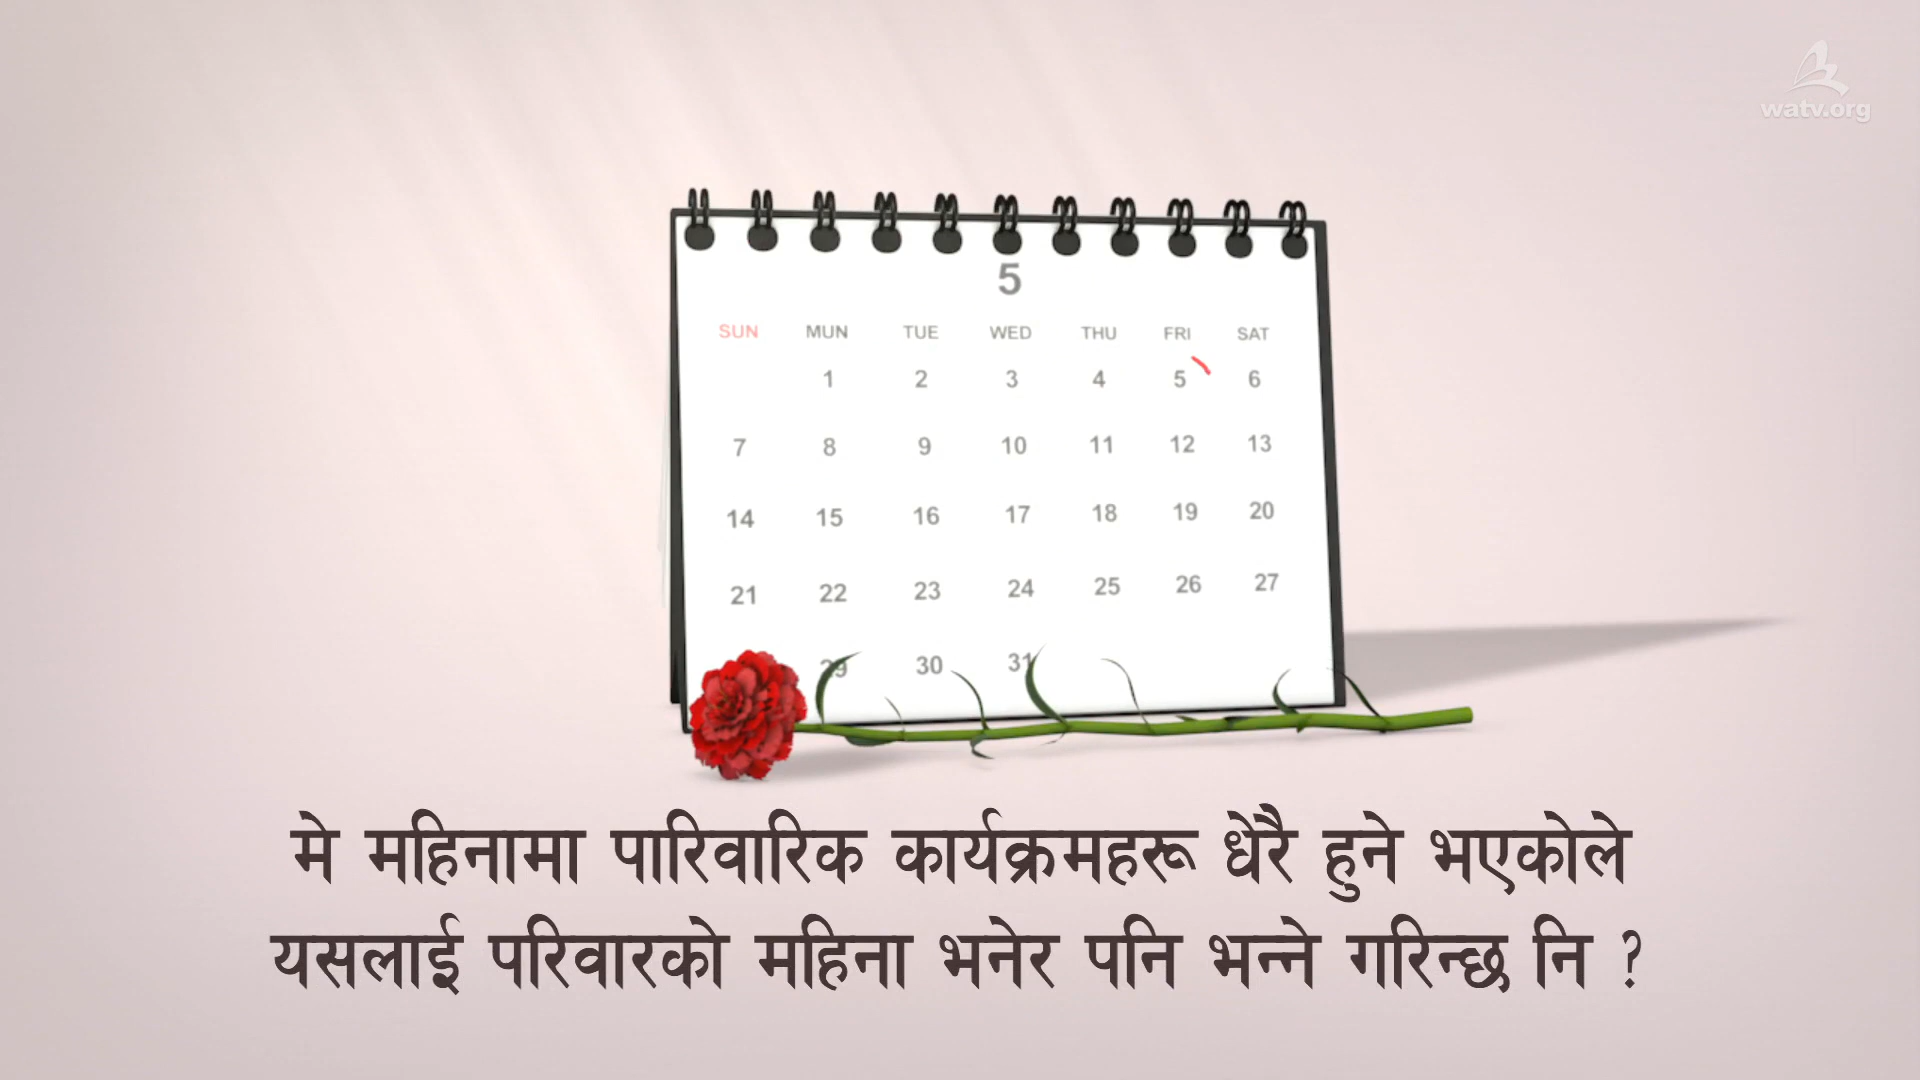 watv.org
5
SUN MUN TUE WED THU FRI SAT
1 2 3 4 5 6
7 8 9 10 11 12 13
14 15 16 17 18 19 20
21 22 23 24 25 26 27
29 30 31
मे महिनामा पारिवारिक कार्यक्रमहरू धेरै हुने भएकोले
यसलाई परिवारको महिना भनेर पनि भन्ने गरिन्छ नि ?